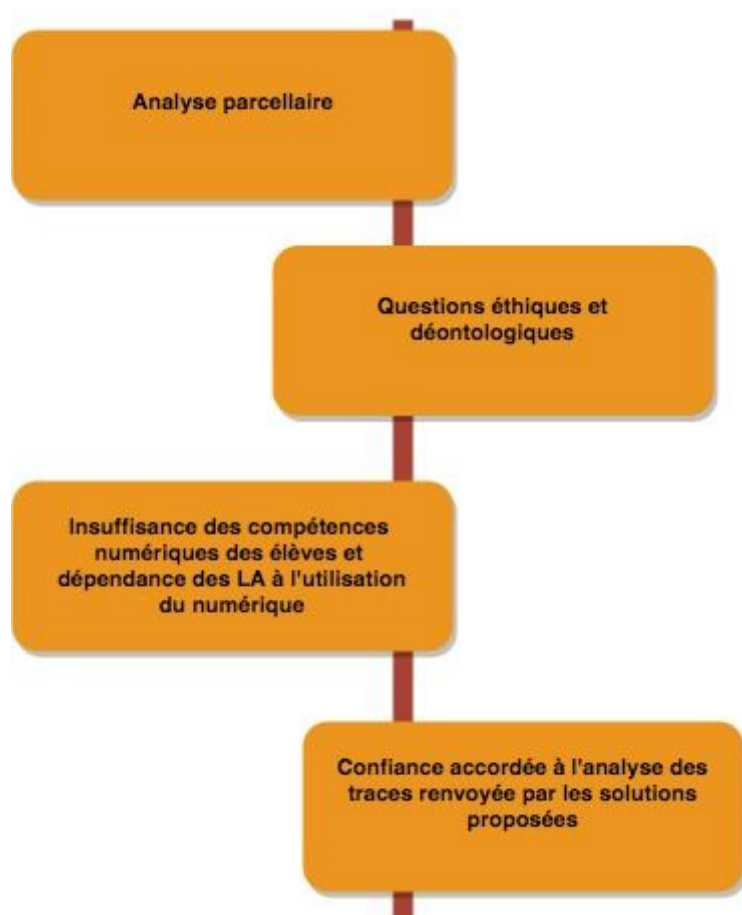 Analyse parcellaire
Questions éthiques et
déontologiques
Insuffisance des compétences
numériques des élèves et
dépendance des LA à l'utilisation
du numérique
Confiance accordée à l'analyse des
traces renvoyée par les solutions
proposées